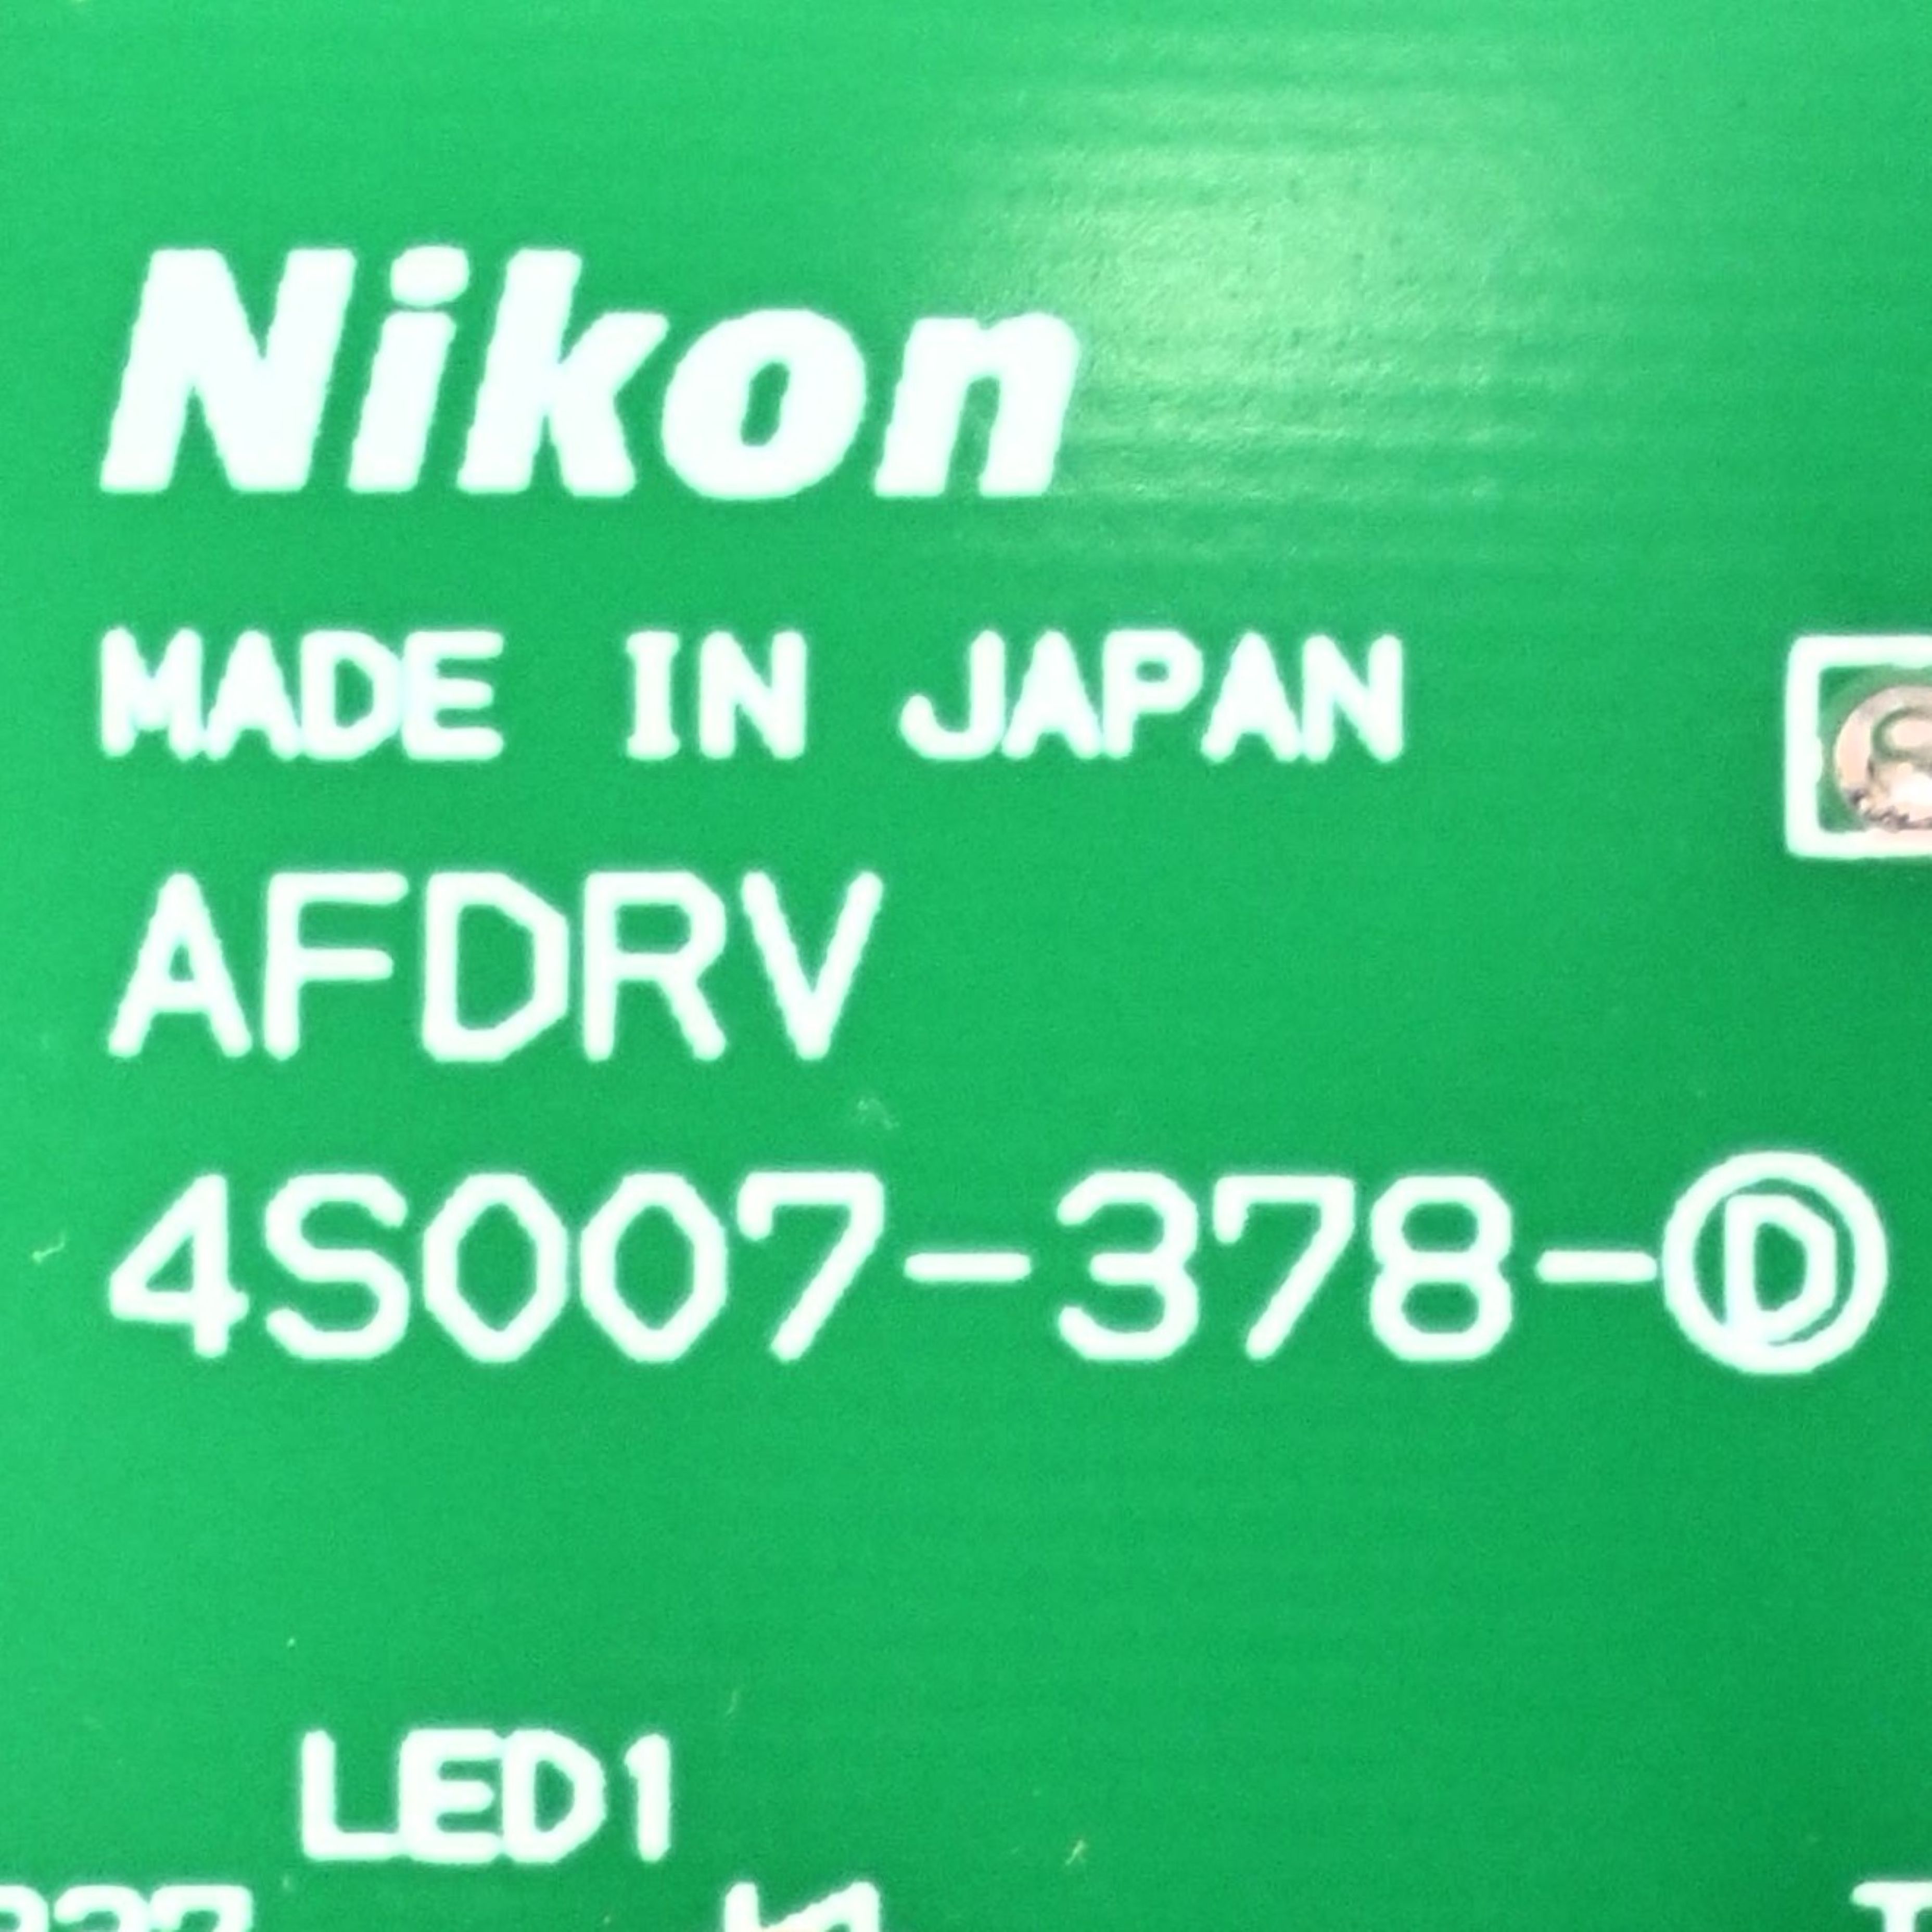 Nikon
MADE IN JAPAN
AFDRV
4S007-378-Ⓓ
LED1